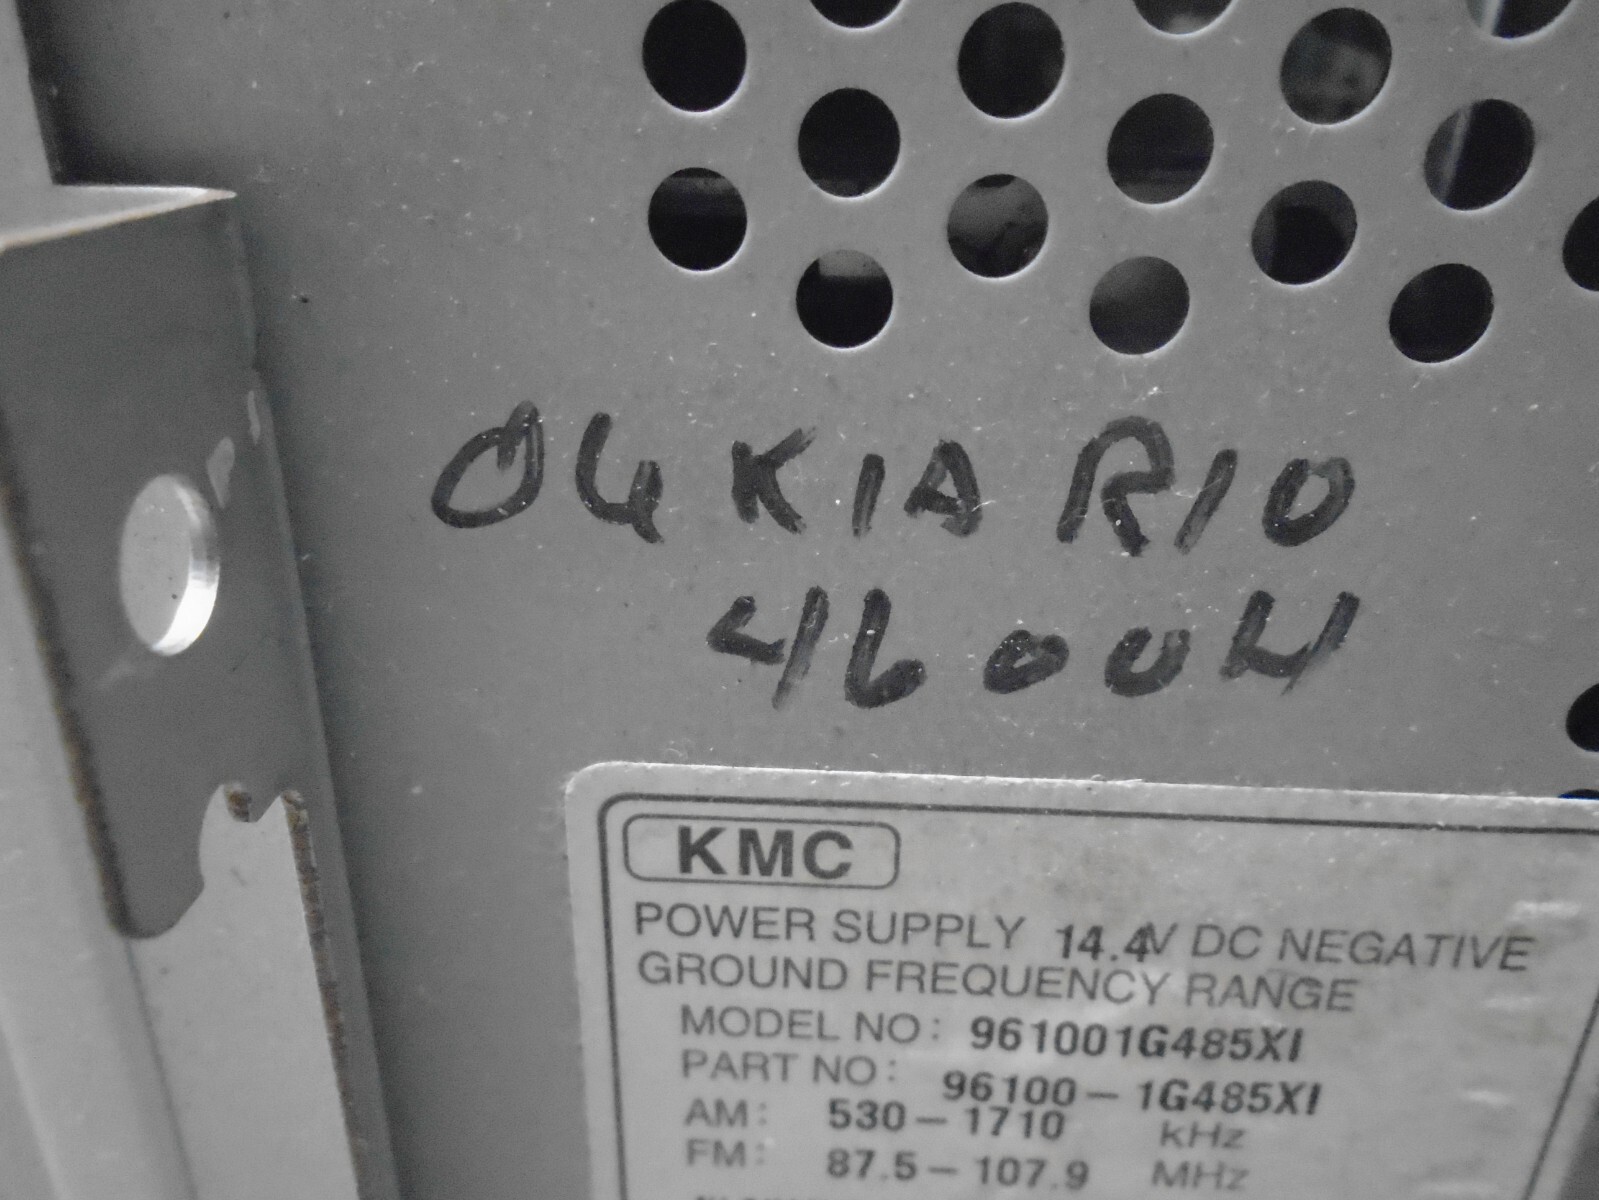 06 KIA RIO
46004
KMC
POWER SUPPLY 14.4V DC NEGATIVE
GROUND FREQUENCY RANGE
MODEL NO: 961001G485XI
PART NO: 96100-1G485XI
AM: 530-1710 kHz
FM: 87.5-107.9 MHz